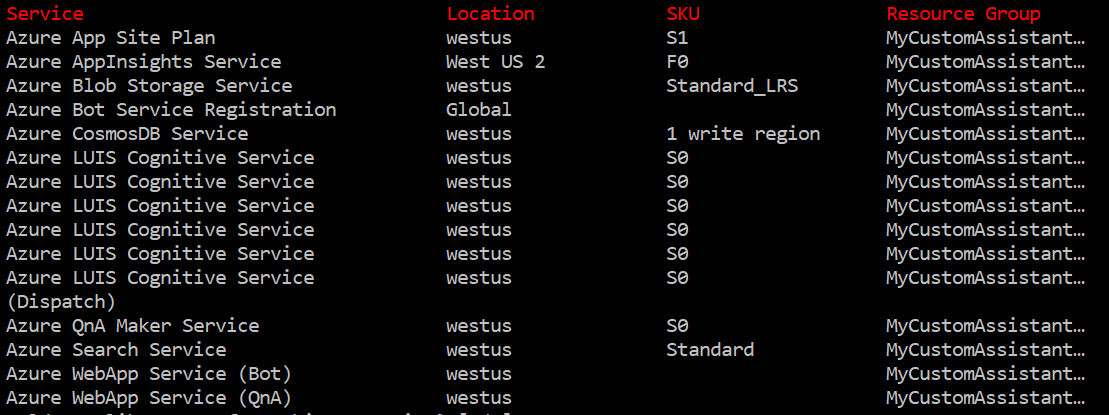 Service Location SKU Resource Group
Azure App Site Plan westus S1 MyCustomAssistant…
Azure AppInsights Service West US 2 F0 MyCustomAssistant…
Azure Blob Storage Service westus Standard_LRS MyCustomAssistant…
Azure Bot Service Registration Global MyCustomAssistant…
Azure CosmosDB Service westus 1 write region MyCustomAssistant…
Azure LUIS Cognitive Service westus S0 MyCustomAssistant…
Azure LUIS Cognitive Service westus S0 MyCustomAssistant…
Azure LUIS Cognitive Service westus S0 MyCustomAssistant…
Azure LUIS Cognitive Service westus S0 MyCustomAssistant…
Azure LUIS Cognitive Service westus S0 MyCustomAssistant…
Azure LUIS Cognitive Service westus S0 MyCustomAssistant…
(Dispatch)
Azure QnA Maker Service westus S0 MyCustomAssistant…
Azure Search Service westus Standard MyCustomAssistant…
Azure WebApp Service (Bot) westus MyCustomAssistant…
Azure WebApp Service (QnA) westus MyCustomAssistant…